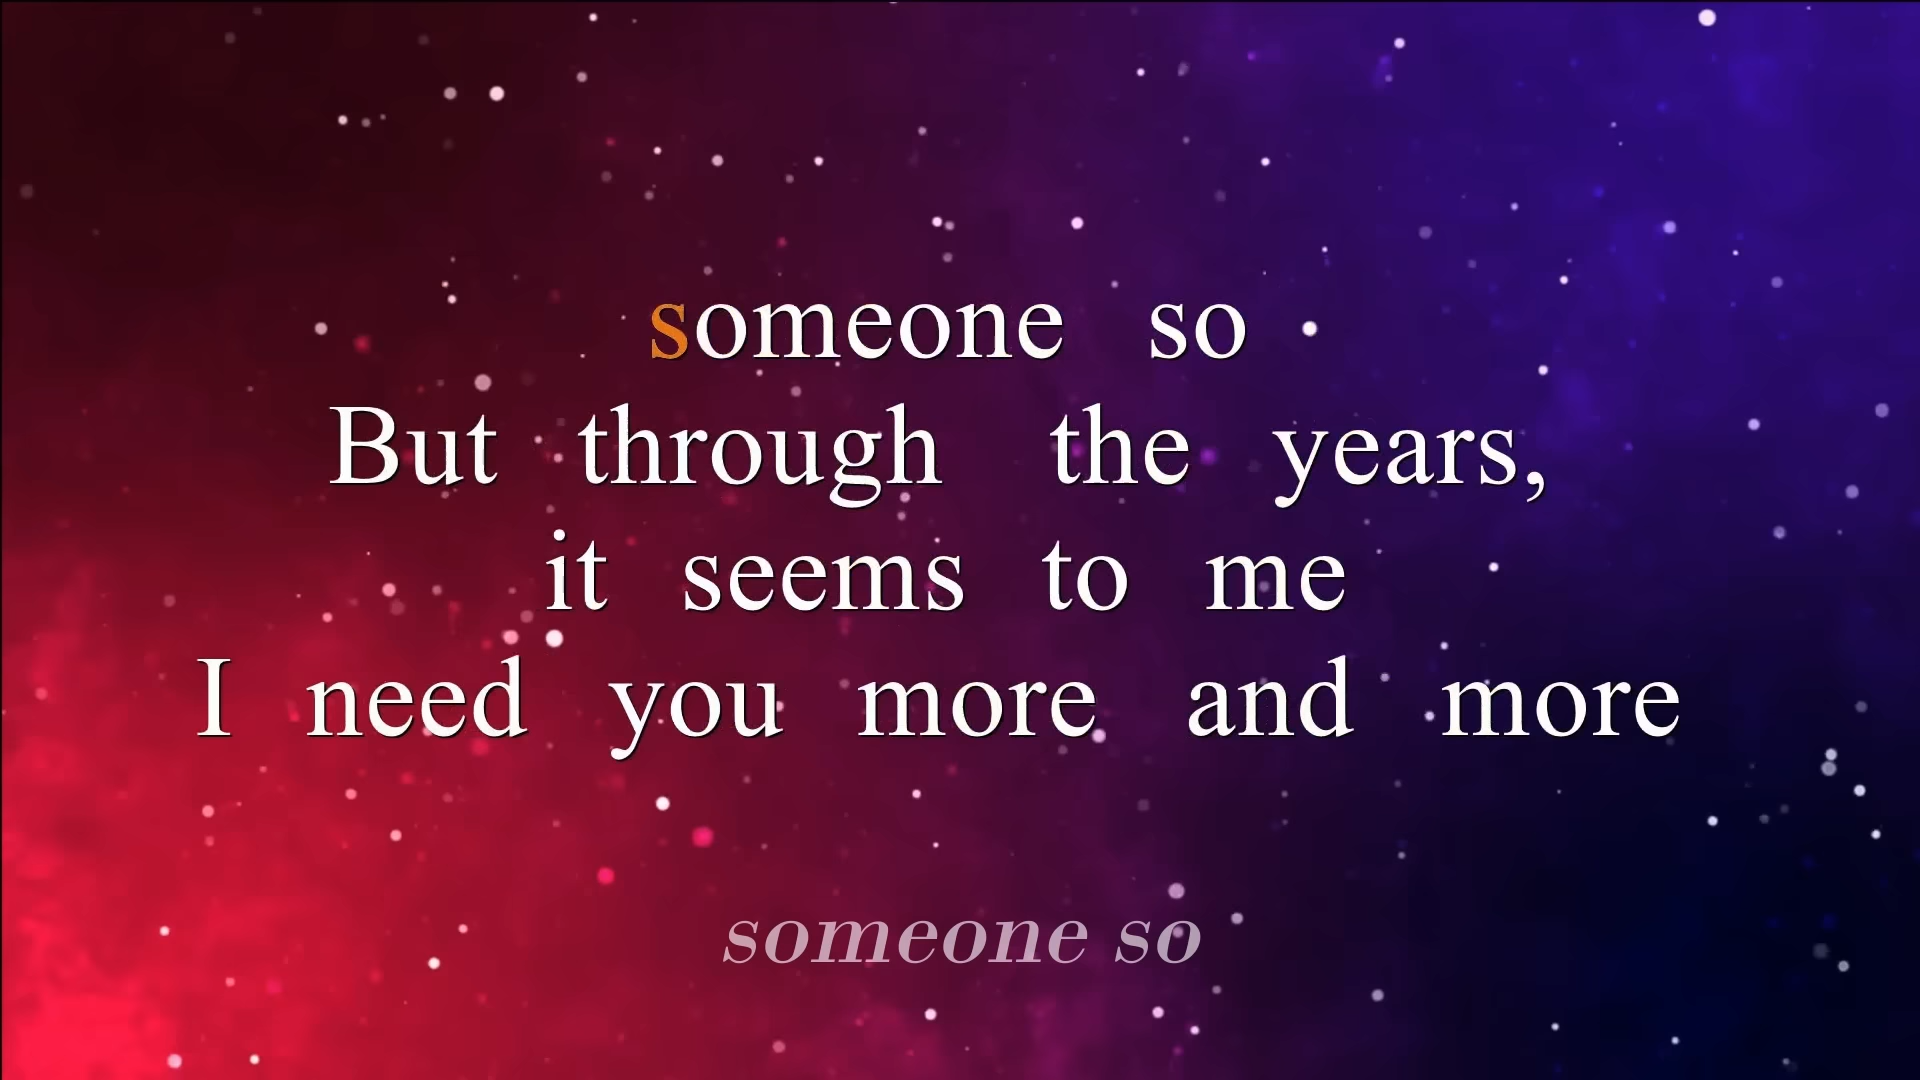 someone so
But through the years,
it seems to me
I need you more and more
someone so